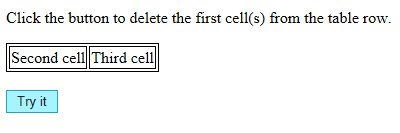 Click the button to delete the first cell(s) from the table row.
Second cell Third cell
Try it